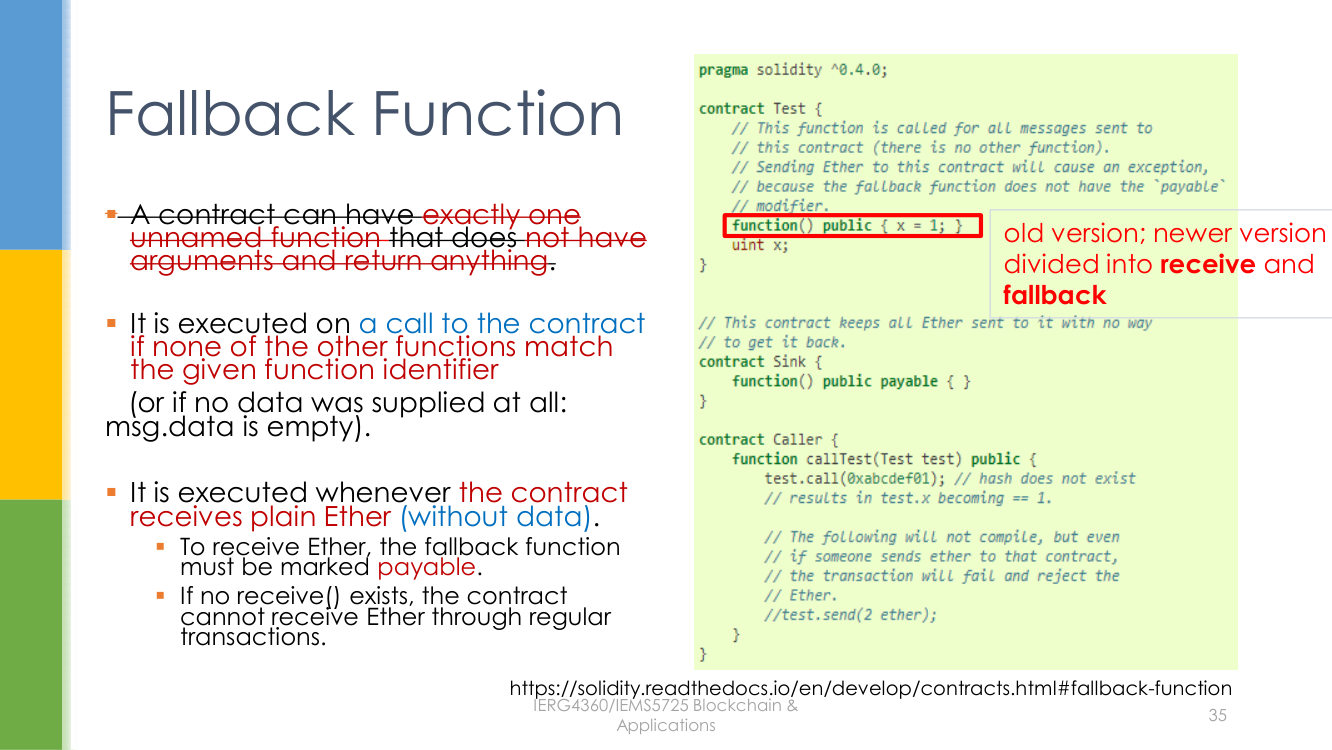 Fallback Function
▪ A contract can have exactly one
unnamed function that does not have
arguments and return anything.
▪ It is executed on a call to the contract
if none of the other functions match
the given function identifier
(or if no data was supplied at all:
msg.data is empty).
▪ It is executed whenever the contract
receives plain Ether (without data).
▪ To receive Ether, the fallback function
must be marked payable.
▪ If no receive() exists, the contract
cannot receive Ether through regular
transactions.
pragma solidity ^0.4.0;
contract Test {
// This function is called for all messages sent to
// this contract (there is no other function).
// Sending Ether to this contract will cause an exception,
// because the fallback function does not have the `payable`
// modifier.
function() public { x = 1; }
uint x;
}
old version; newer version
divided into receive and
fallback
// This contract keeps all Ether sent to it with no way
// to get it back.
contract Sink {
function() public payable { }
}
contract Caller {
function callTest(Test test) public {
test.call(0xabcdef01); // hash does not exist
// results in test.x becoming == 1.
// The following will not compile, but even
// if someone sends ether to that contract,
// the transaction will fail and reject the
// Ether.
//test.send(2 ether);
}
}
https://solidity.readthedocs.io/en/develop/contracts.html#fallback-function
IERG4360/IEMS5725 Blockchain &
Applications
35